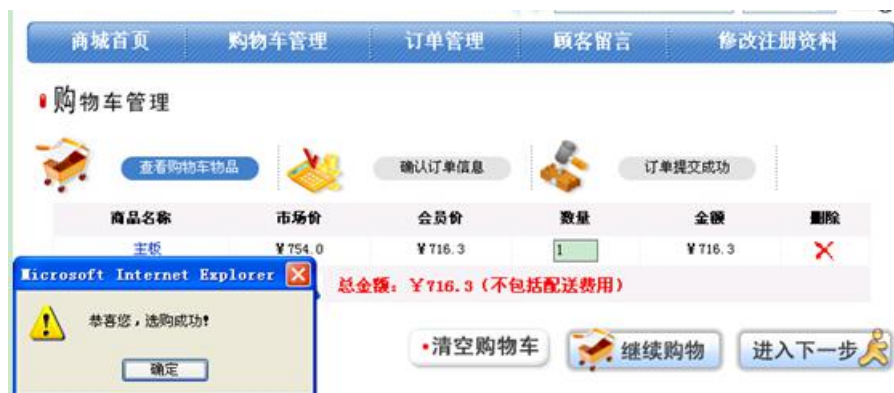 商城首页 购物车管理 订单管理 顾客留言 修改注册资料
购物车管理
查看购物车物品 确认订单信息 订单提交成功
商品名称 市场价 会员价 数量 金额 删除
主板 ￥754.0 ￥716.3 1 ￥716.3
Microsoft Internet Explorer
总金额：￥716.3（不包括配送费用）
恭喜您，选购成功!
确定
•清空购物车 继续购物 进入下一步